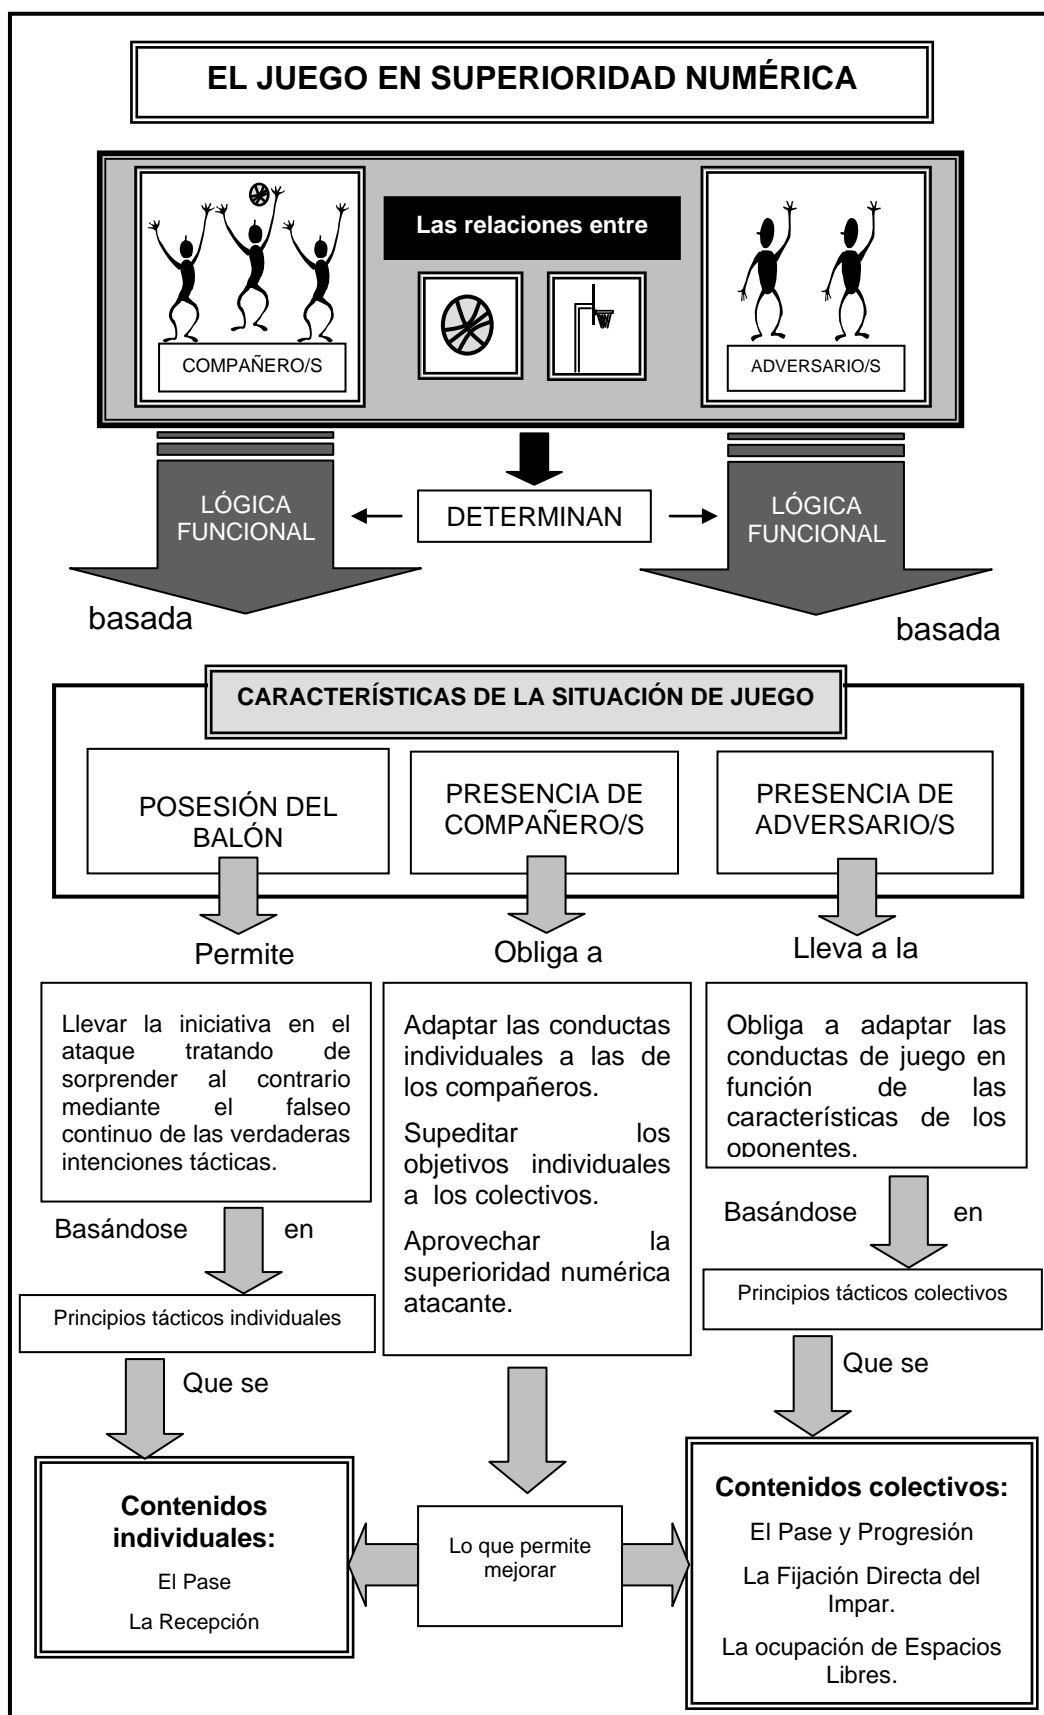 EL JUEGO EN SUPERIORIDAD NUMÉRICA
Las relaciones entre
COMPAÑERO/S
ADVERSARIO/S
LÓGICA
FUNCIONAL
DETERMINAN
LÓGICA
FUNCIONAL
basada
basada
CARACTERÍSTICAS DE LA SITUACIÓN DE JUEGO
POSESIÓN DEL
BALÓN
PRESENCIA DE
COMPAÑERO/S
PRESENCIA DE
ADVERSARIO/S
Permite
Obliga a
Lleva a la
Llevar la iniciativa en el
ataque tratando de
sorprender al contrario
mediante el falseo
continuo de las verdaderas
intenciones tácticas.
Adaptar las conductas
individuales a las de
los compañeros.
Supeditar los
objetivos individuales
a los colectivos.
Aprovechar la
superioridad numérica
atacante.
Obliga a adaptar las
conductas de juego en
función de las
características de los
oponentes.
Basándose en
Basándose en
Principios tácticos individuales
Principios tácticos colectivos
Que se
Que se
Contenidos
individuales:
El Pase
La Recepción
Lo que permite
mejorar
Contenidos colectivos:
El Pase y Progresión
La Fijación Directa del
Impar.
La ocupación de Espacios
Libres.